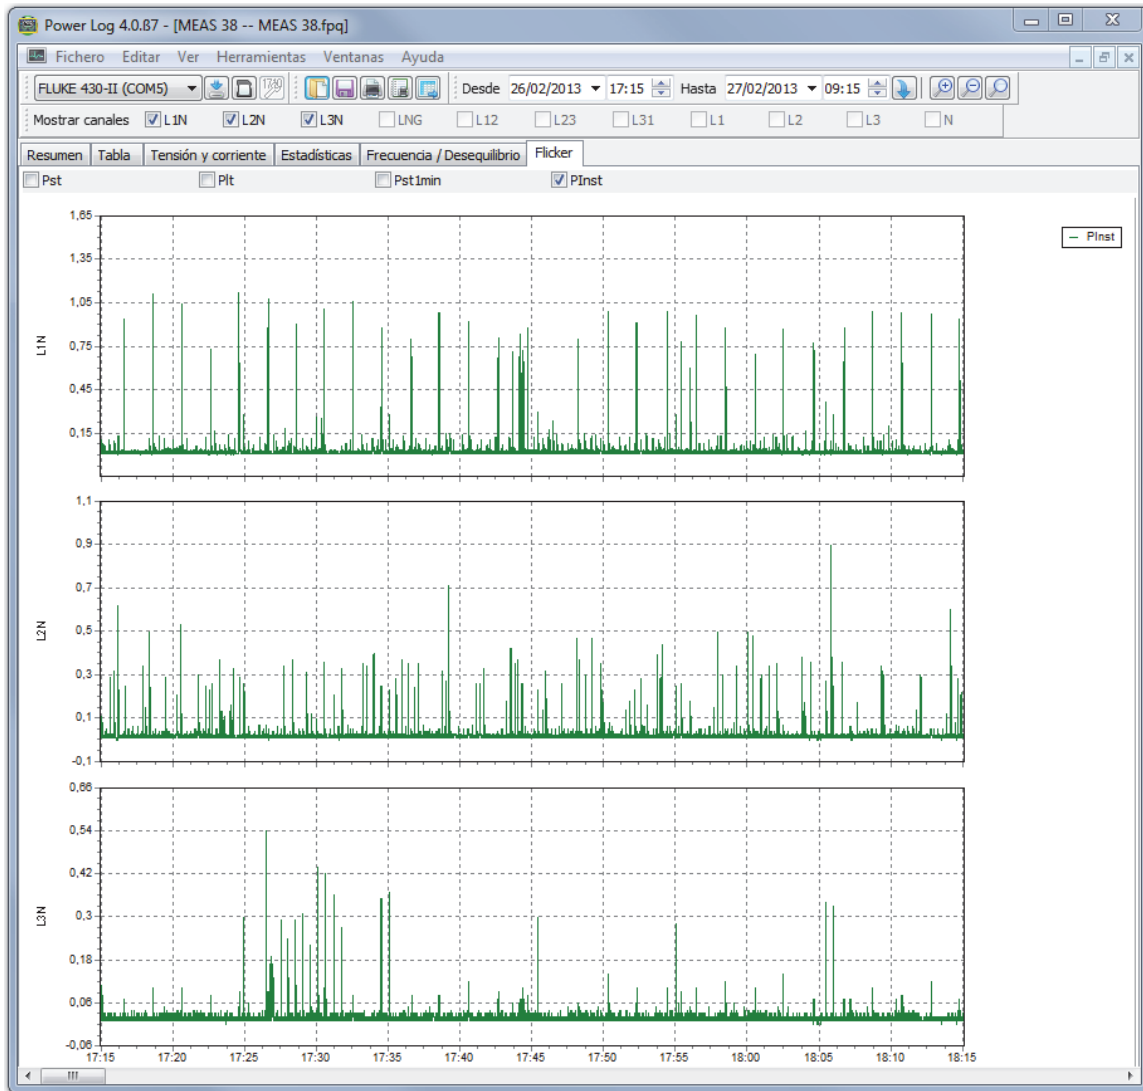 Power Log 4.0.ß7 - [MEAS 38 -- MEAS 38.fpq]
Fichero Editar Ver Herramientas Ventanas Ayuda
FLUKE 430-II (COM5) Desde 26/02/2013 17:15 Hasta 27/02/2013 09:15
Mostrar canales L1N L2N L3N LNG L12 L23 L31 L1 L2 L3 N
Resumen Tabla Tensión y corriente Estadísticas Frecuencia / Desequilibrio Flicker
Pst Plt Pst1min PInst
1,65
PInst
1,35
1,05
L1N
0,75
0,45
0,15
1,1
0,9
0,7
L2N
0,5
0,3
0,1
-0,1
0,66
0,54
0,42
L3N
0,3
0,18
0,06
-0,06
17:15 17:20 17:25 17:30 17:35 17:40 17:45 17:50 17:55 18:00 18:05 18:10 18:15